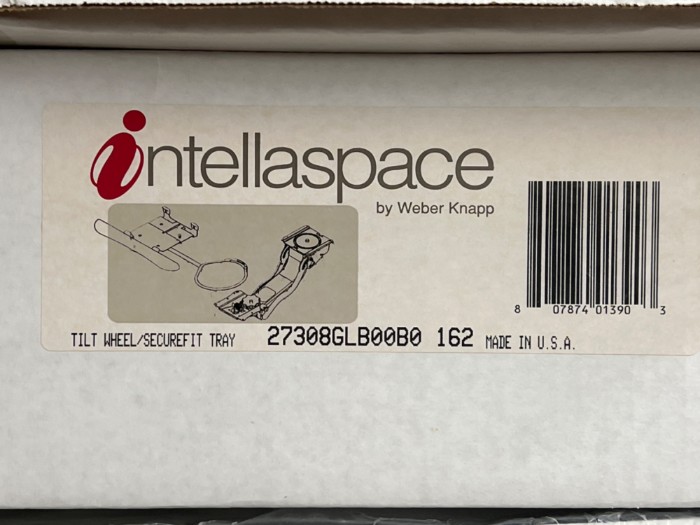 intellaspace
by Weber Knapp
8 07874 01390 3
TILT WHEEL/SECUREFIT TRAY 27308GLB00B0 162 MADE IN U.S.A.